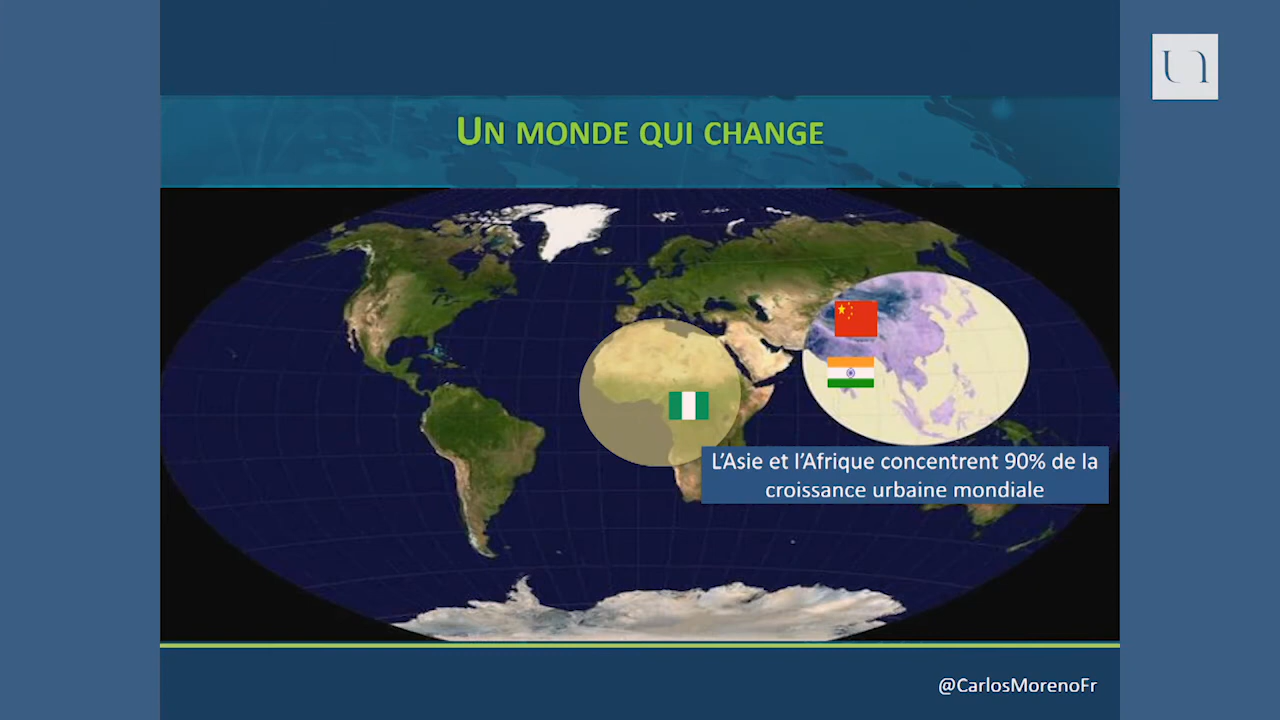 UN MONDE QUI CHANGE
L'Asie et l'Afrique concentrent 90% de la
croissance urbaine mondiale
@CarlosMorenoFr